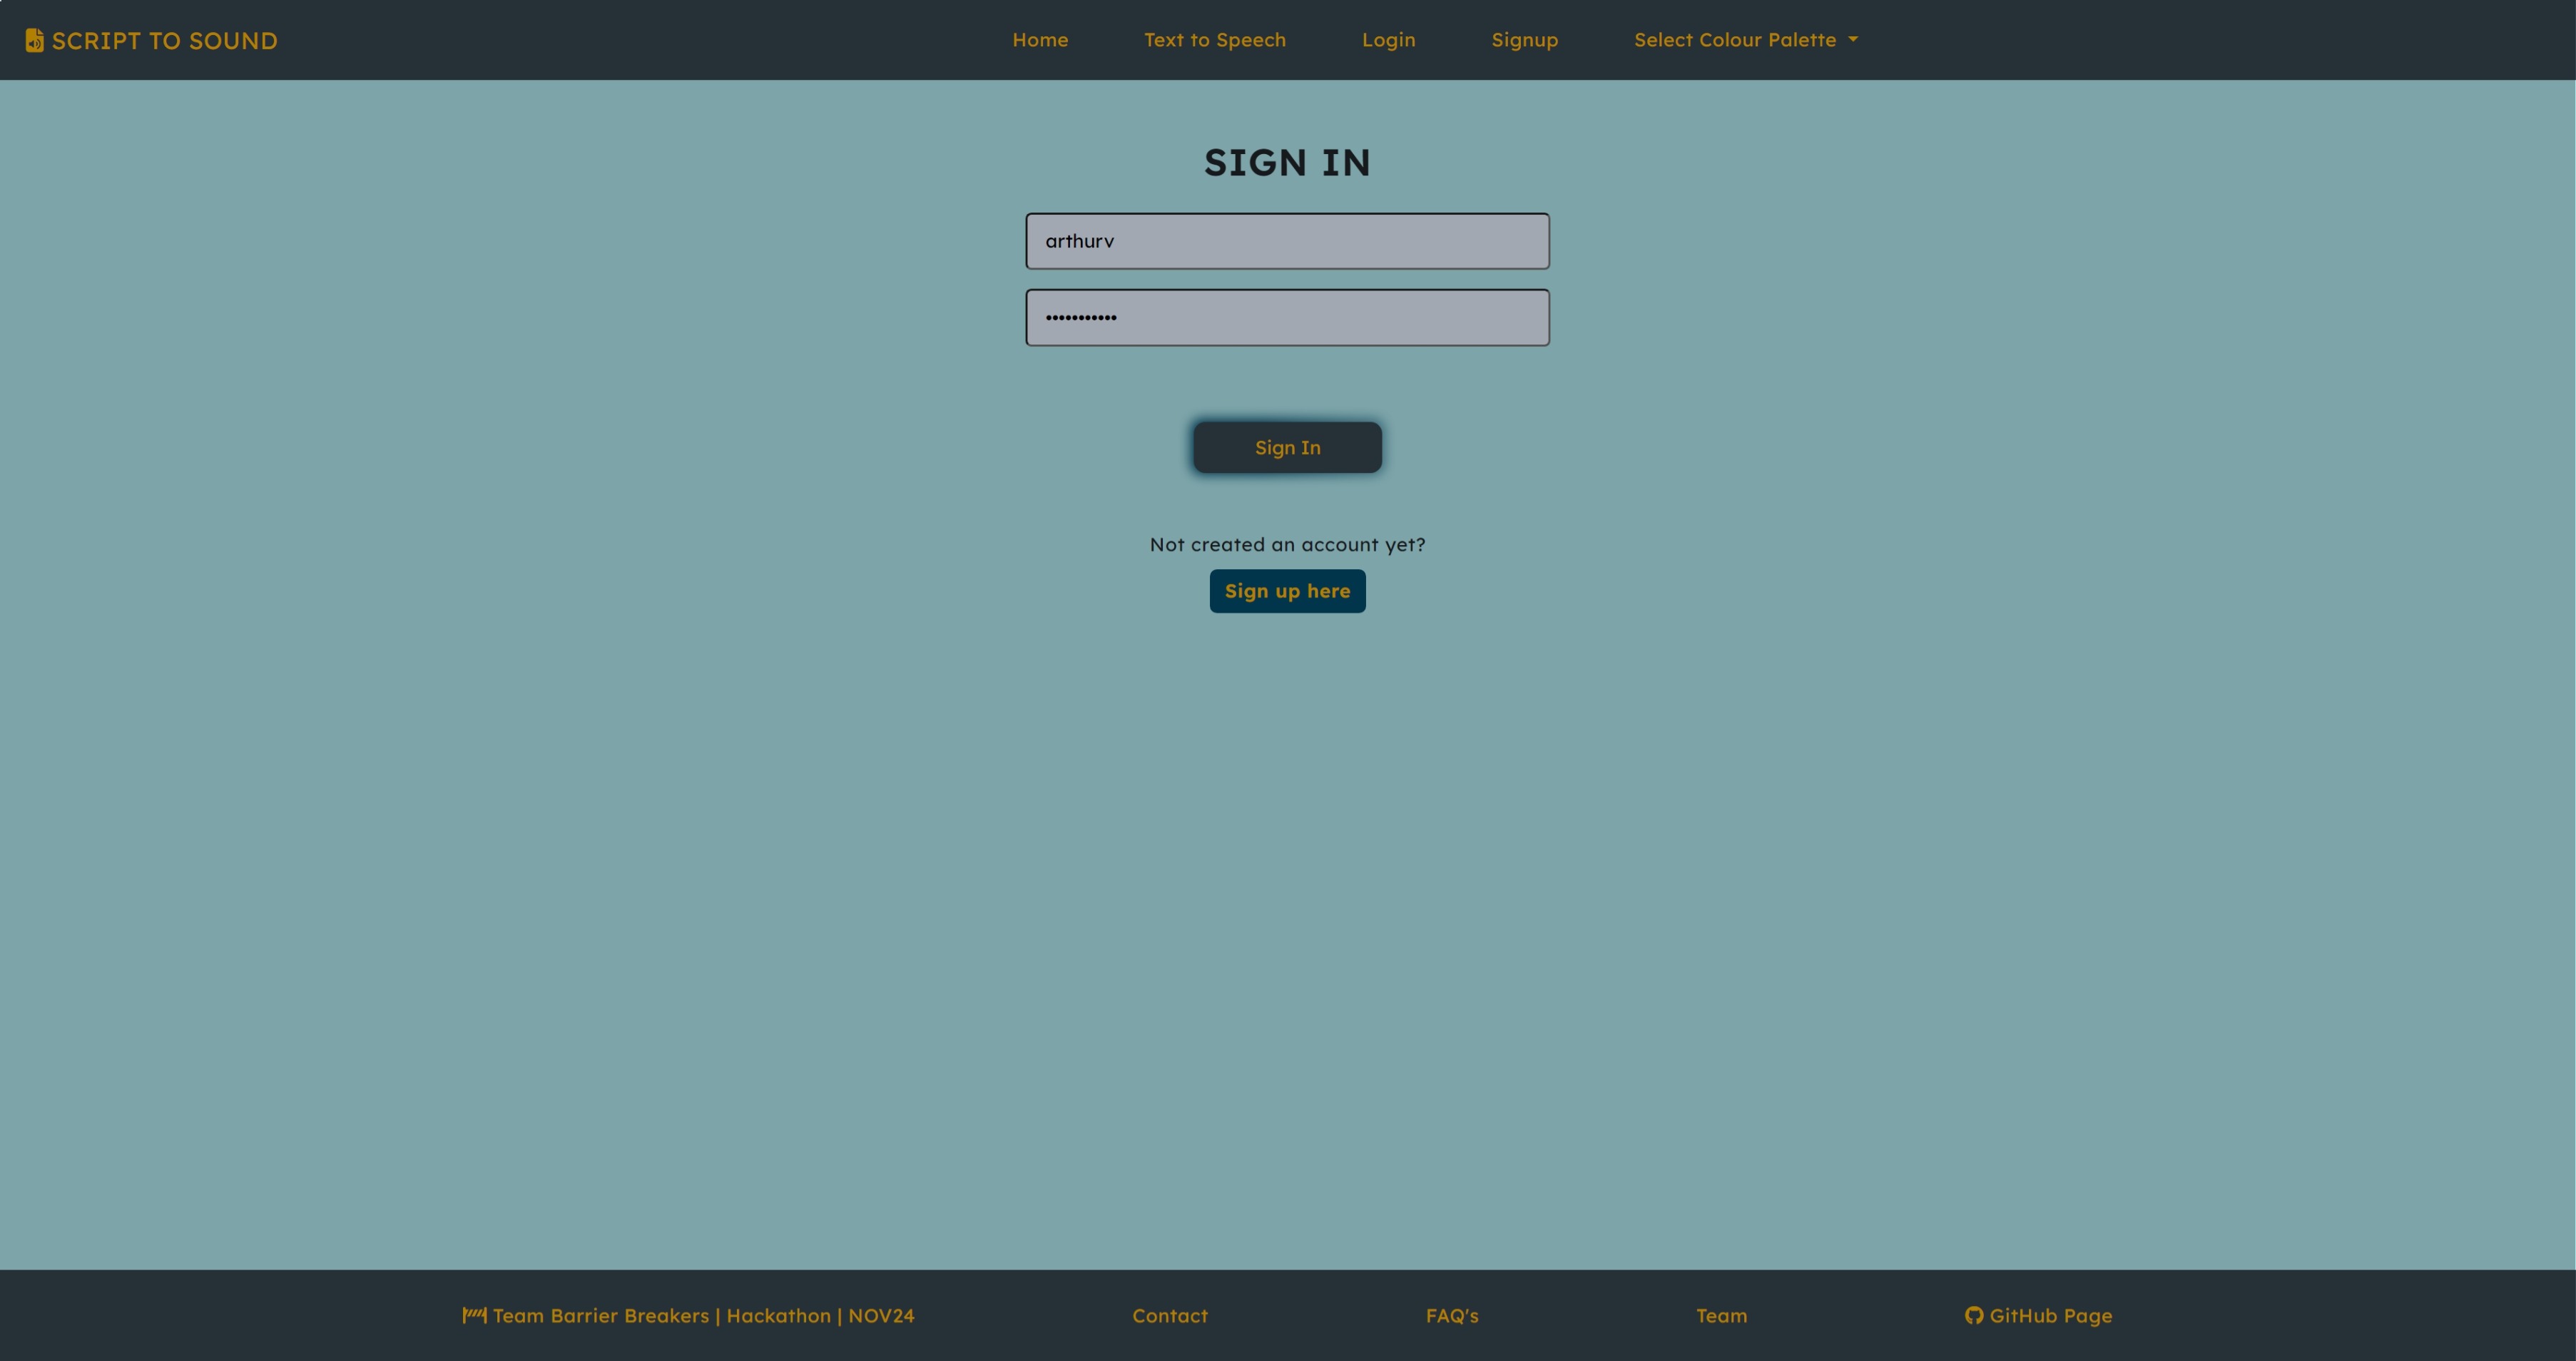 SCRIPT TO SOUND Home Text to Speech Login Signup Select Colour Palette
SIGN IN
arthurv
•••••••••••
Sign In
Not created an account yet?
Sign up here
Team Barrier Breakers | Hackathon | NOV24 Contact FAQ's Team GitHub Page